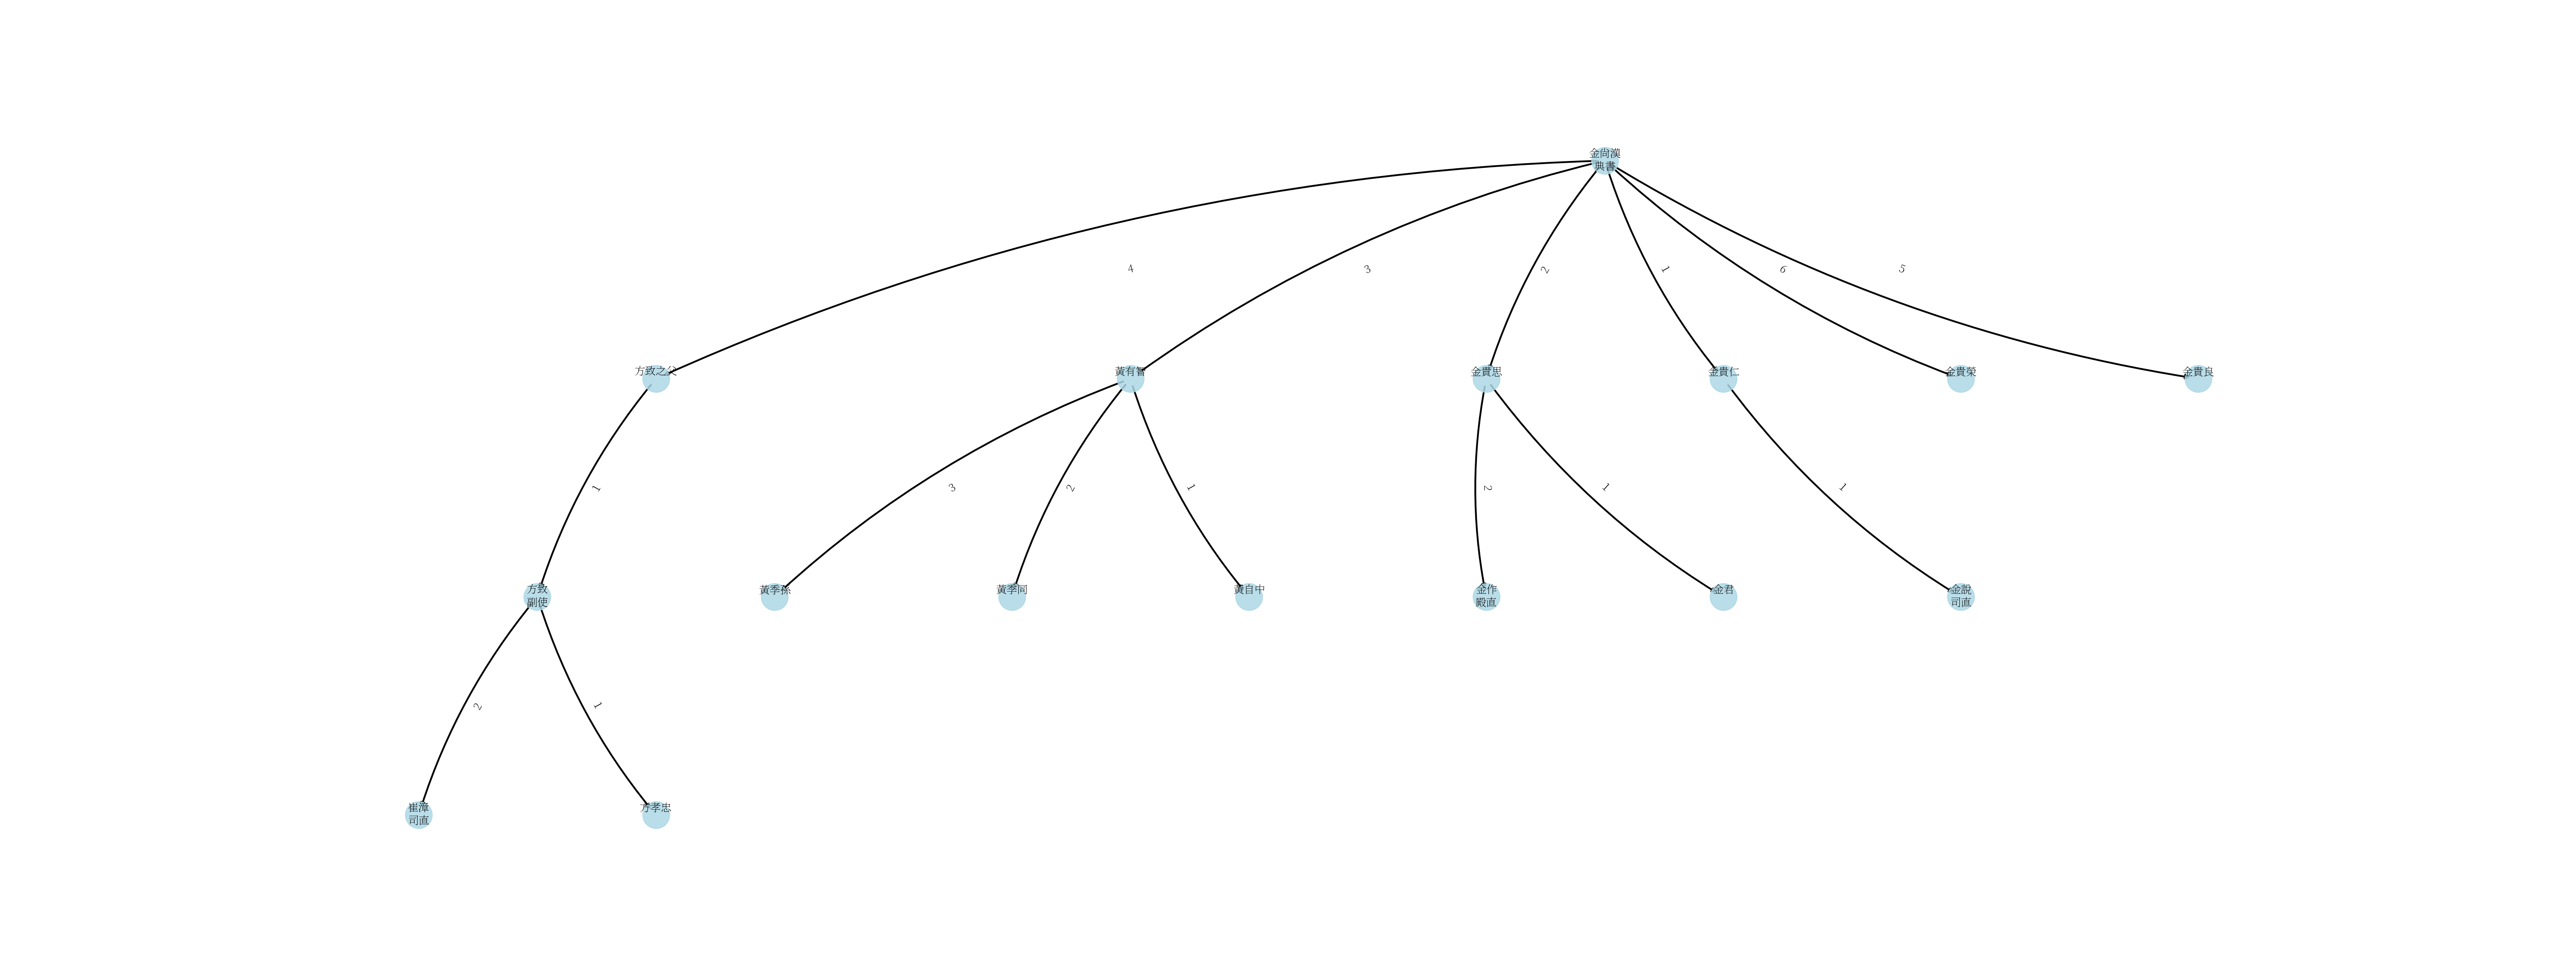 金尙漢
典書
4
3
2
1
6
5
方致之父
黃有智
金貴思
金貴仁
金貴榮
金貴良
1
3
2
1
2
1
1
方致
副使
黃季孫
黃季同
黃自中
金作
殿直
金君
金說
司直
2
1
崔漳
司直
方孝忠